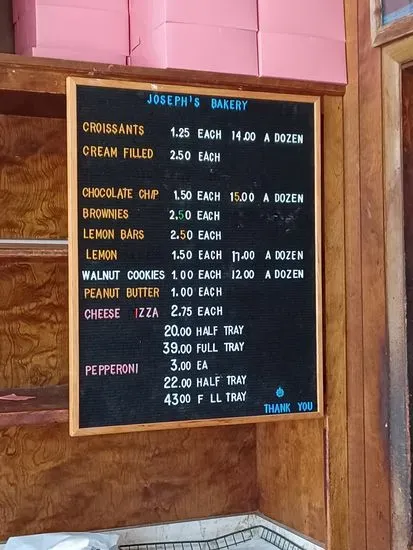 JOSEPH'S BAKERY
CROISSANTS 1.25 EACH 14.00 A DOZEN
CREAM FILLED 2.50 EACH
CHOCOLATE CHIP 1.50 EACH 15.00 A DOZEN
BROWNIES 2.50 EACH
LEMON BARS 2.50 EACH
LEMON 1.50 EACH 17.00 A DOZEN
WALNUT COOKIES 1.00 EACH 12.00 A DOZEN
PEANUT BUTTER 1.00 EACH
CHEESE IZZA 2.75 EACH
20.00 HALF TRAY
39.00 FULL TRAY
PEPPERONI 3.00 EA
22.00 HALF TRAY
43.00 F LL TRAY
THANK YOU